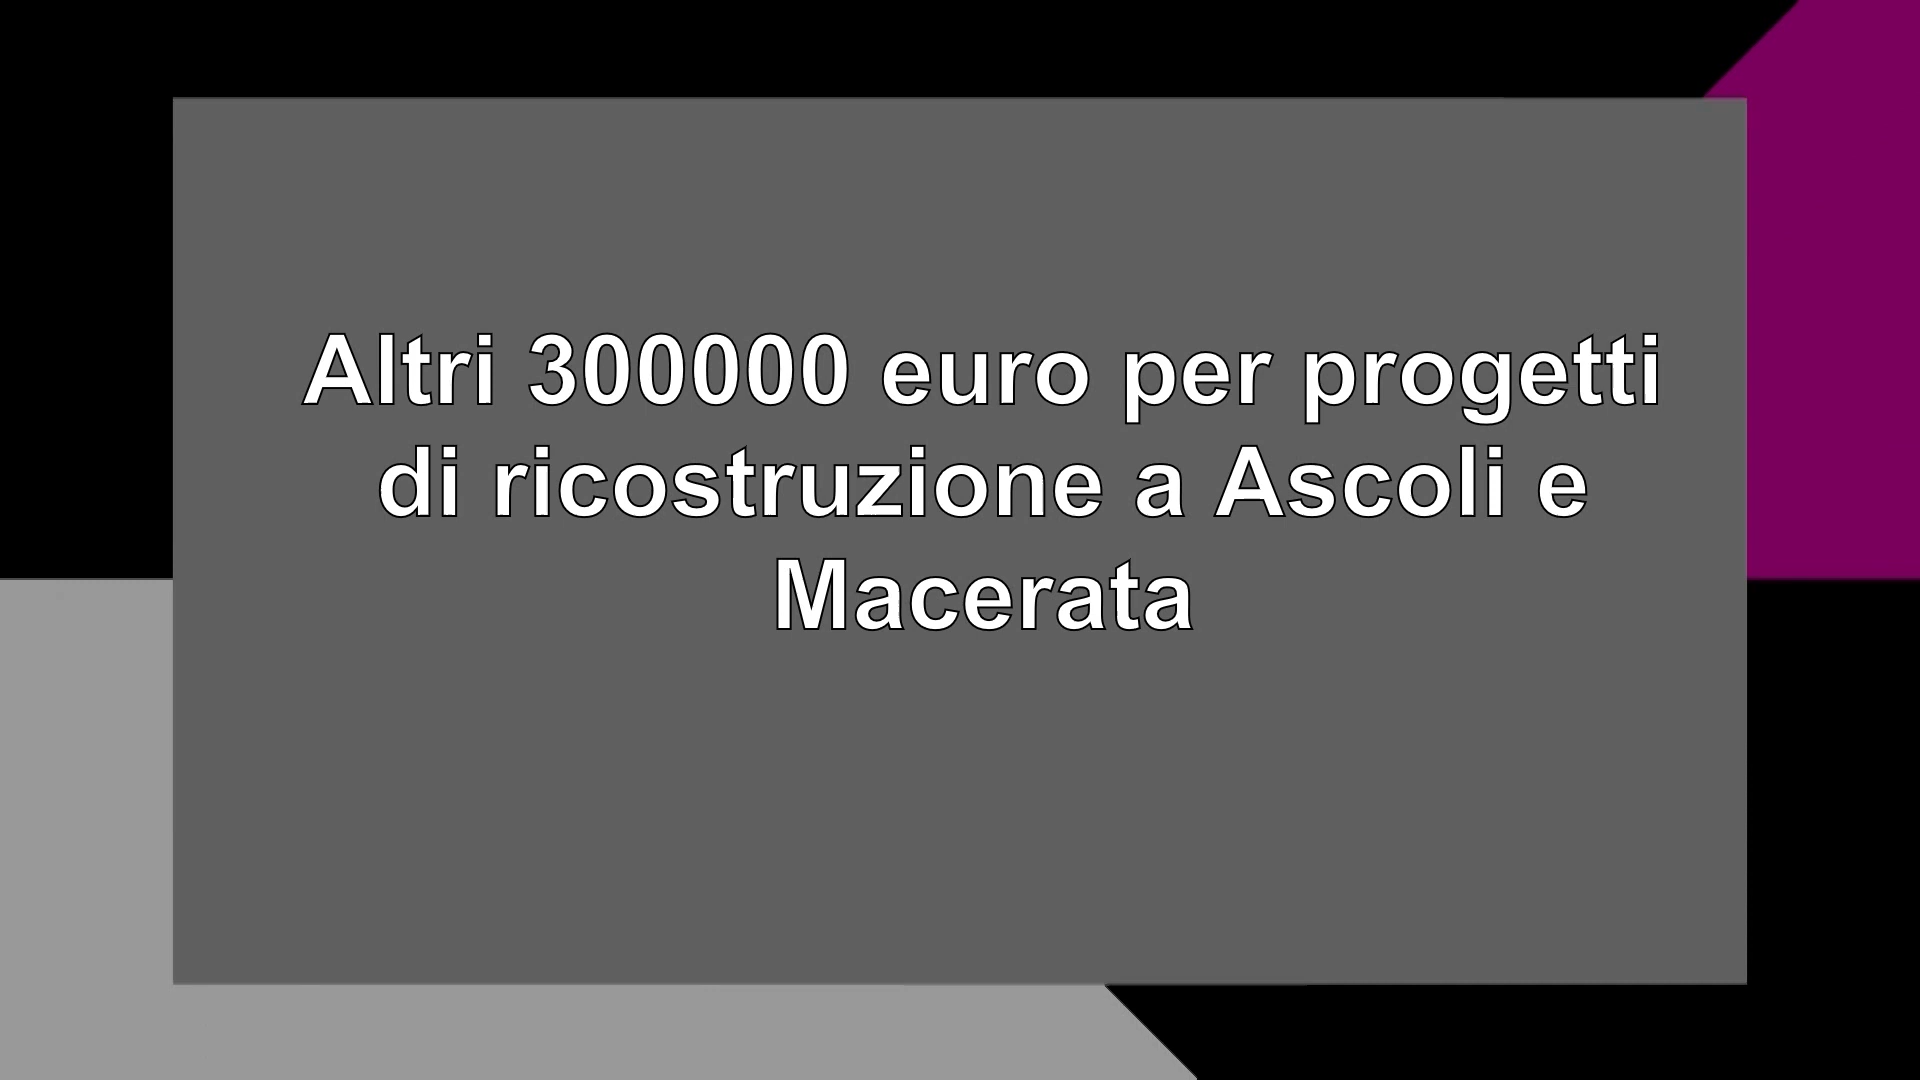 Altri 300000 euro per progetti
di ricostruzione a Ascoli e
Macerata